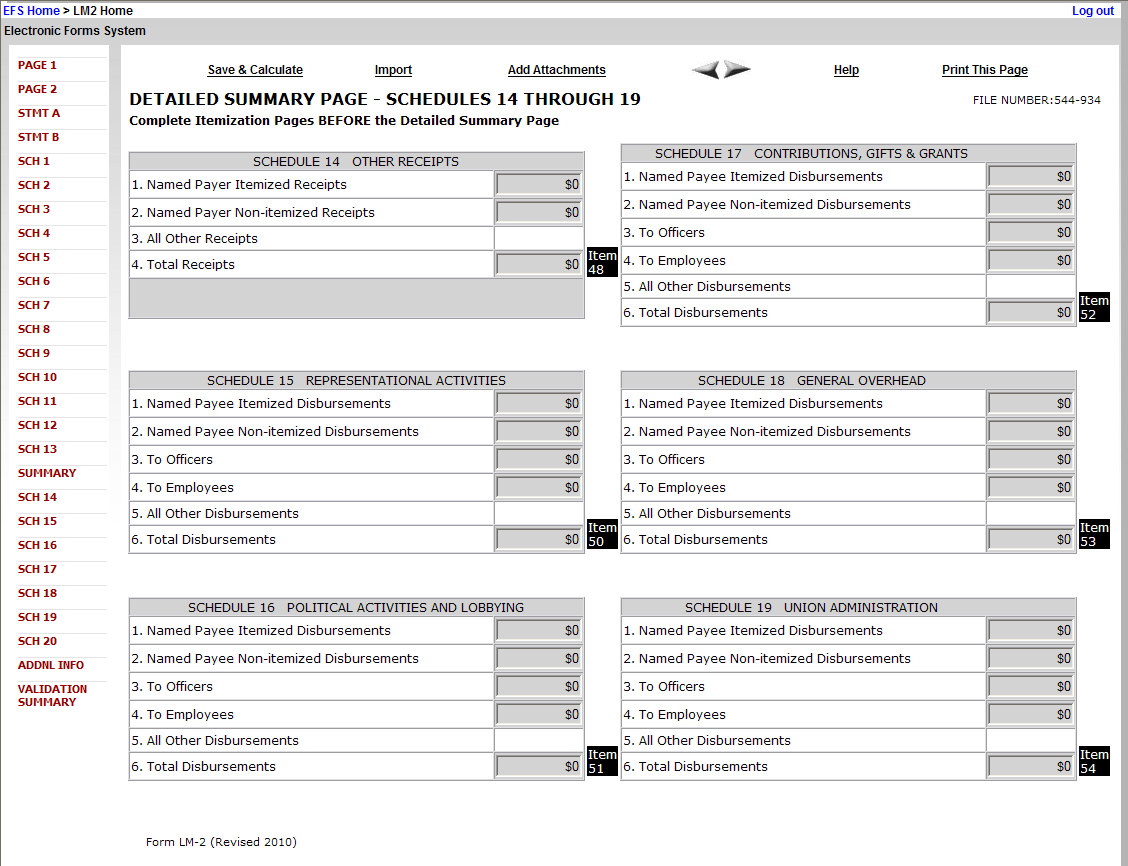 EFS Home > LM2 Home
Log out
Electronic Forms System
PAGE 1
PAGE 2
STMT A
STMT B
SCH 1
SCH 2
SCH 3
SCH 4
SCH 5
SCH 6
SCH 7
SCH 8
SCH 9
SCH 10
SCH 11
SCH 12
SCH 13
SUMMARY
SCH 14
SCH 15
SCH 16
SCH 17
SCH 18
SCH 19
SCH 20
ADDNL INFO
VALIDATION
SUMMARY
Save & Calculate
Import
Add Attachments
Help
Print This Page
DETAILED SUMMARY PAGE - SCHEDULES 14 THROUGH 19
FILE NUMBER:544-934
Complete Itemization Pages BEFORE the Detailed Summary Page
SCHEDULE 14 OTHER RECEIPTS
1. Named Payer Itemized Receipts $0
2. Named Payer Non-itemized Receipts $0
3. All Other Receipts
4. Total Receipts $0
Item
48
SCHEDULE 17 CONTRIBUTIONS, GIFTS & GRANTS
1. Named Payee Itemized Disbursements $0
2. Named Payee Non-itemized Disbursements $0
3. To Officers $0
4. To Employees $0
5. All Other Disbursements
6. Total Disbursements $0
Item
52
SCHEDULE 15 REPRESENTATIONAL ACTIVITIES
1. Named Payee Itemized Disbursements $0
2. Named Payee Non-itemized Disbursements $0
3. To Officers $0
4. To Employees $0
5. All Other Disbursements
6. Total Disbursements $0
Item
50
SCHEDULE 18 GENERAL OVERHEAD
1. Named Payee Itemized Disbursements $0
2. Named Payee Non-itemized Disbursements $0
3. To Officers $0
4. To Employees $0
5. All Other Disbursements
6. Total Disbursements $0
Item
53
SCHEDULE 16 POLITICAL ACTIVITIES AND LOBBYING
1. Named Payee Itemized Disbursements $0
2. Named Payee Non-itemized Disbursements $0
3. To Officers $0
4. To Employees $0
5. All Other Disbursements
6. Total Disbursements $0
Item
51
SCHEDULE 19 UNION ADMINISTRATION
1. Named Payee Itemized Disbursements $0
2. Named Payee Non-itemized Disbursements $0
3. To Officers $0
4. To Employees $0
5. All Other Disbursements
6. Total Disbursements $0
Item
54
Form LM-2 (Revised 2010)